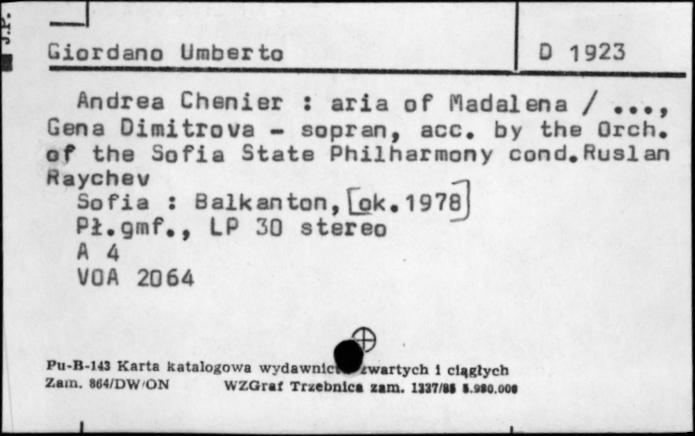 J.P.
Giordano Umberto
D 1923
Andrea Chenier : aria of Madalena / ...,
Gena Dimitrova - sopran, acc. by the Orch.
of the Sofia State Philharmony cond.Ruslan
Raychev
Sofia : Balkanton,[ok.1978]
Pł.gmf., LP 30 stereo
A 4
VOA 2064
Pu-B-143 Karta katalogowa wydawnict zwartych i ciągłych
Zam. 864/DW/ON WZGraf Trzebnica zam. 1337/85 5.980.000